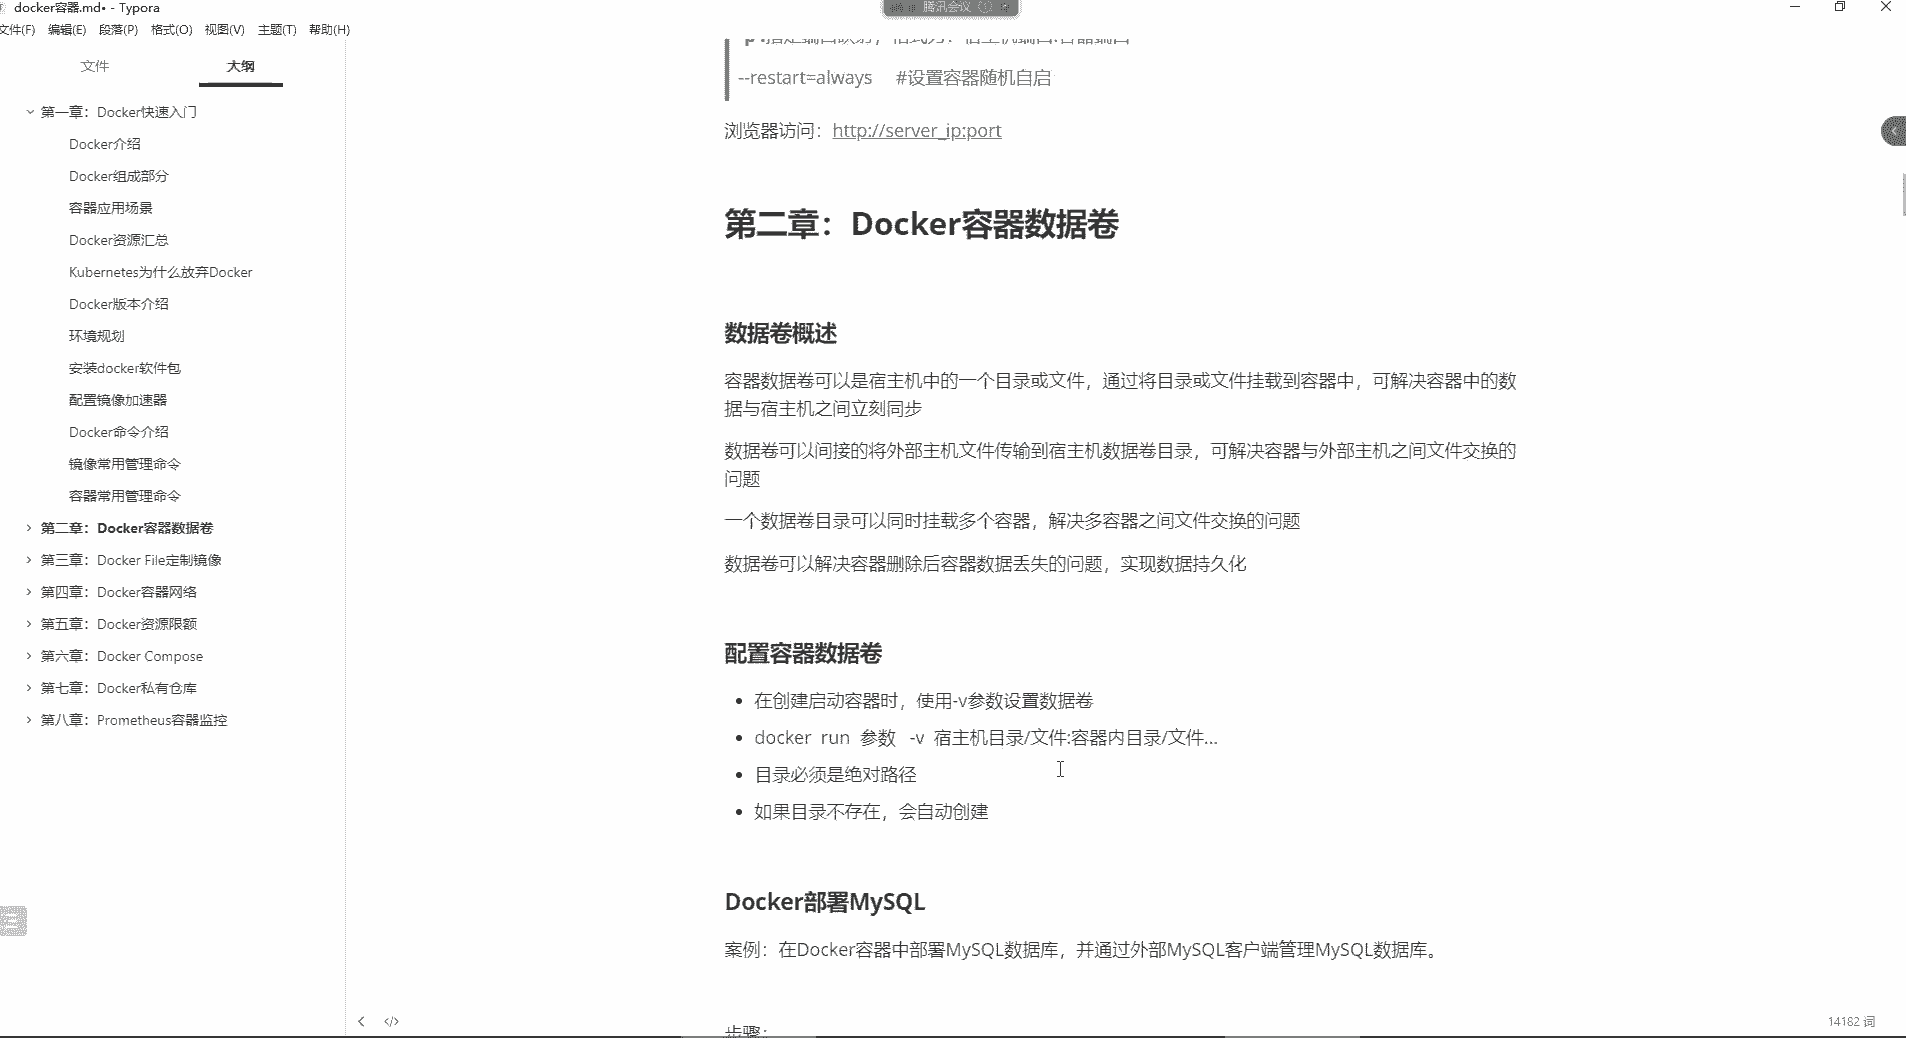 docker容器.md• - Typora
腾讯会议
文件(F) 编辑(E) 段落(P) 格式(O) 视图(V) 主题(T) 帮助(H)
文件 大纲
第一章：Docker快速入门
Docker介绍
Docker组成部分
容器应用场景
Docker资源汇总
Kubernetes为什么放弃Docker
Docker版本介绍
环境规划
安装docker软件包
配置镜像加速器
Docker命令介绍
镜像常用管理命令
容器常用管理命令
第二章：Docker容器数据卷
第三章：Docker File定制镜像
第四章：Docker容器网络
第五章：Docker资源限额
第六章：Docker Compose
第七章：Docker私有仓库
第八章：Prometheus容器监控
--restart=always #设置容器随机自启
浏览器访问：http://server_ip:port
第二章：Docker容器数据卷
数据卷概述
容器数据卷可以是宿主机中的一个目录或文件，通过将目录或文件挂载到容器中，可解决容器中的数
据与宿主机之间立刻同步
数据卷可以间接的将外部主机文件传输到宿主机数据卷目录，可解决容器与外部主机之间文件交换的
问题
一个数据卷目录可以同时挂载多个容器，解决多容器之间文件交换的问题
数据卷可以解决容器删除后容器数据丢失的问题，实现数据持久化
配置容器数据卷
• 在创建启动容器时，使用-v参数设置数据卷
• docker run 参数 -v 宿主机目录/文件:容器内目录/文件...
• 目录必须是绝对路径
• 如果目录不存在，会自动创建
Docker部署MySQL
案例：在Docker容器中部署MySQL数据库，并通过外部MySQL客户端管理MySQL数据库。
步骤：
</>
14182 词